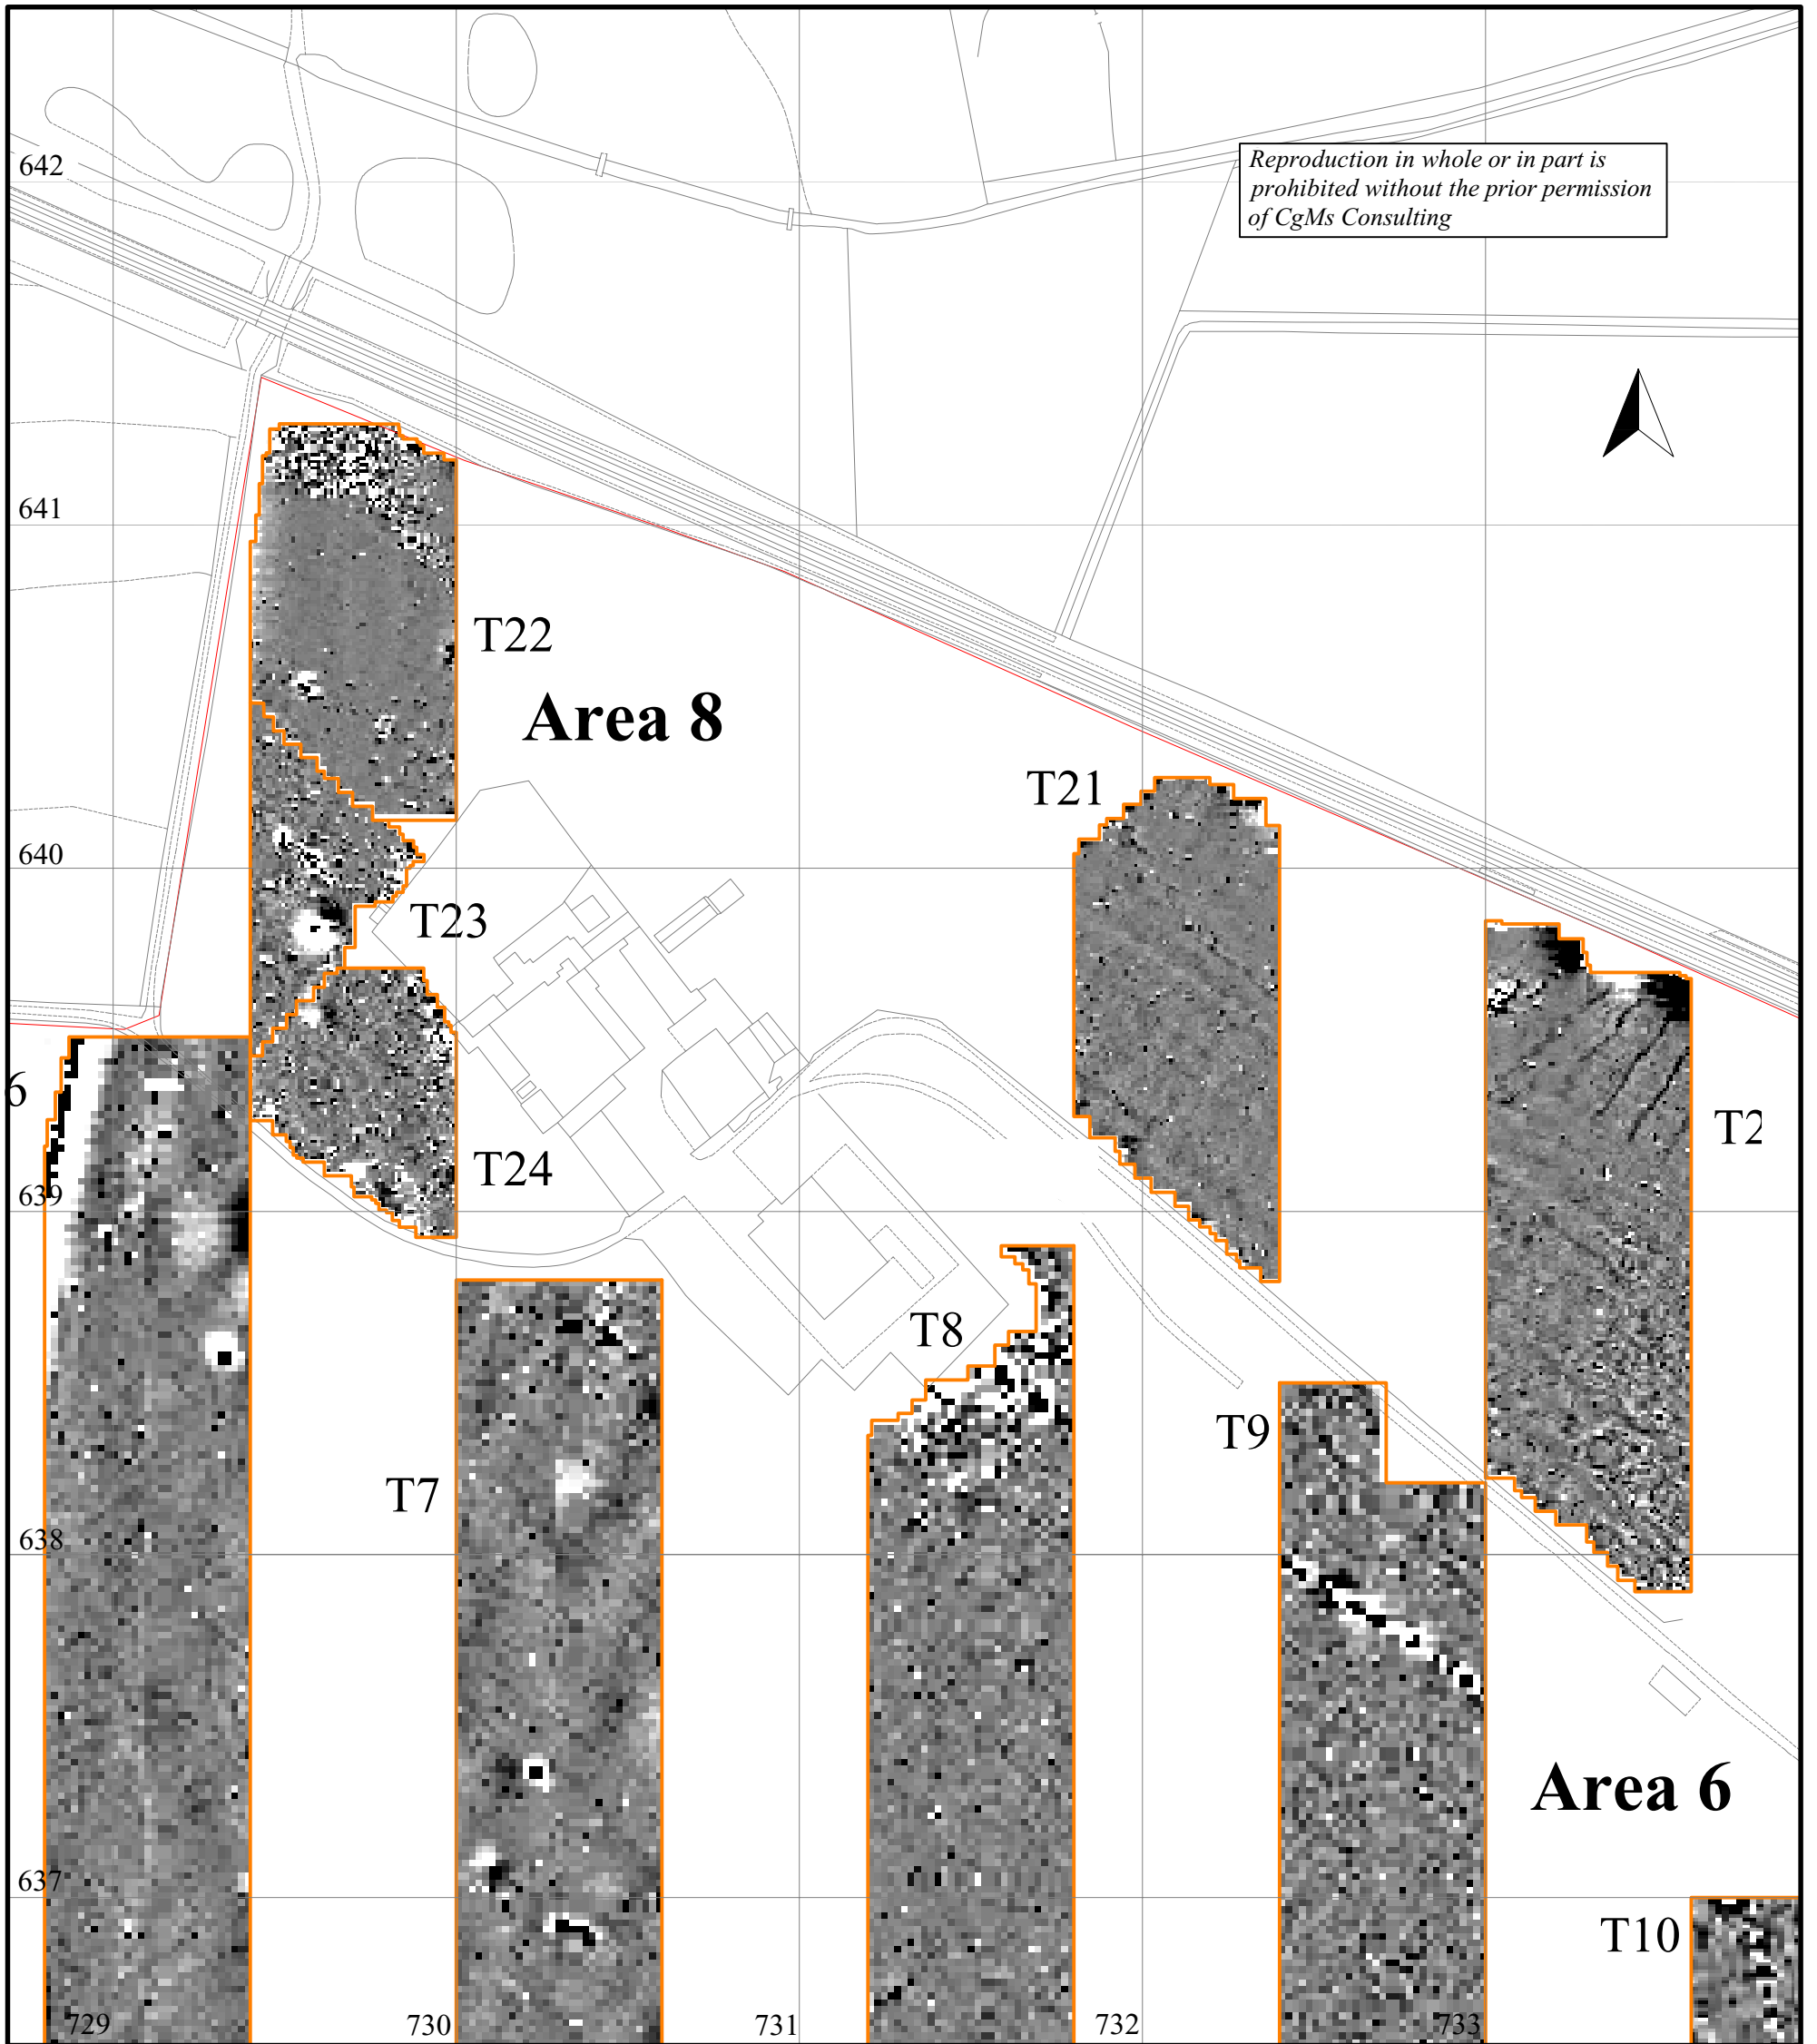 642
Reproduction in whole or in part is
prohibited without the prior permission
of CgMs Consulting
641
T22
Area 8
T21
640
T23
6
T2
T24
639
T8
T9
T7
638
Area 6
637
T10
729
730
731
732
733